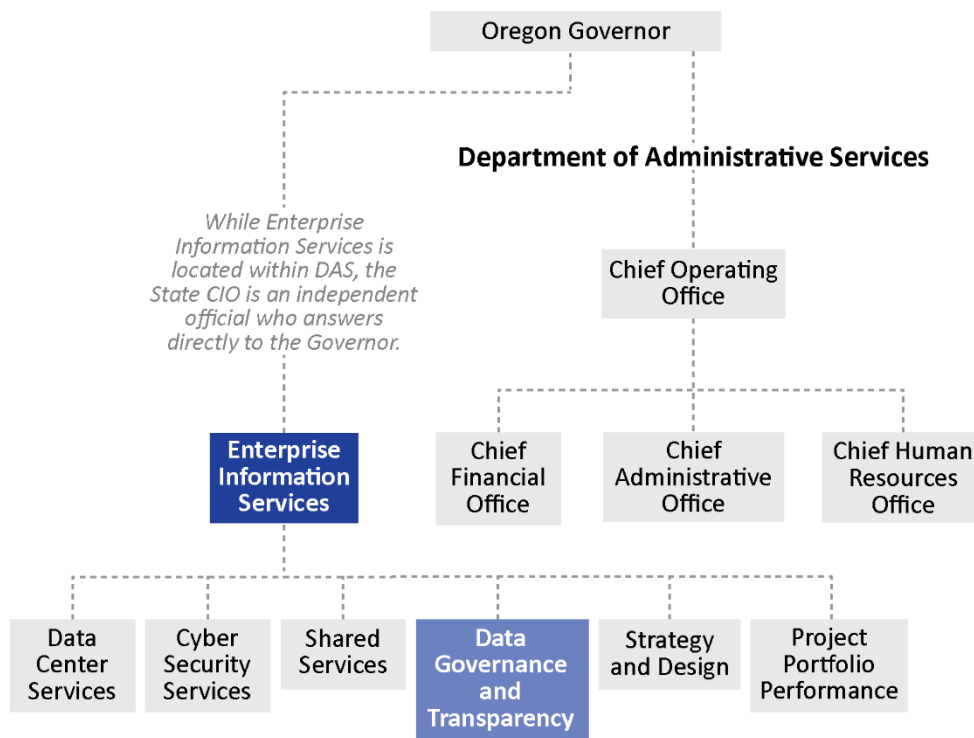 Oregon Governor
Department of Administrative Services
While Enterprise
Information Services is
located within DAS, the
State CIO is an independent
official who answers
directly to the Governor.
Chief Operating
Office
Enterprise
Information
Services
Chief
Financial
Office
Chief
Administrative
Office
Chief Human
Resources
Office
Data
Center
Services
Cyber
Security
Services
Shared
Services
Data
Governance
and
Transparency
Strategy
and Design
Project
Portfolio
Performance